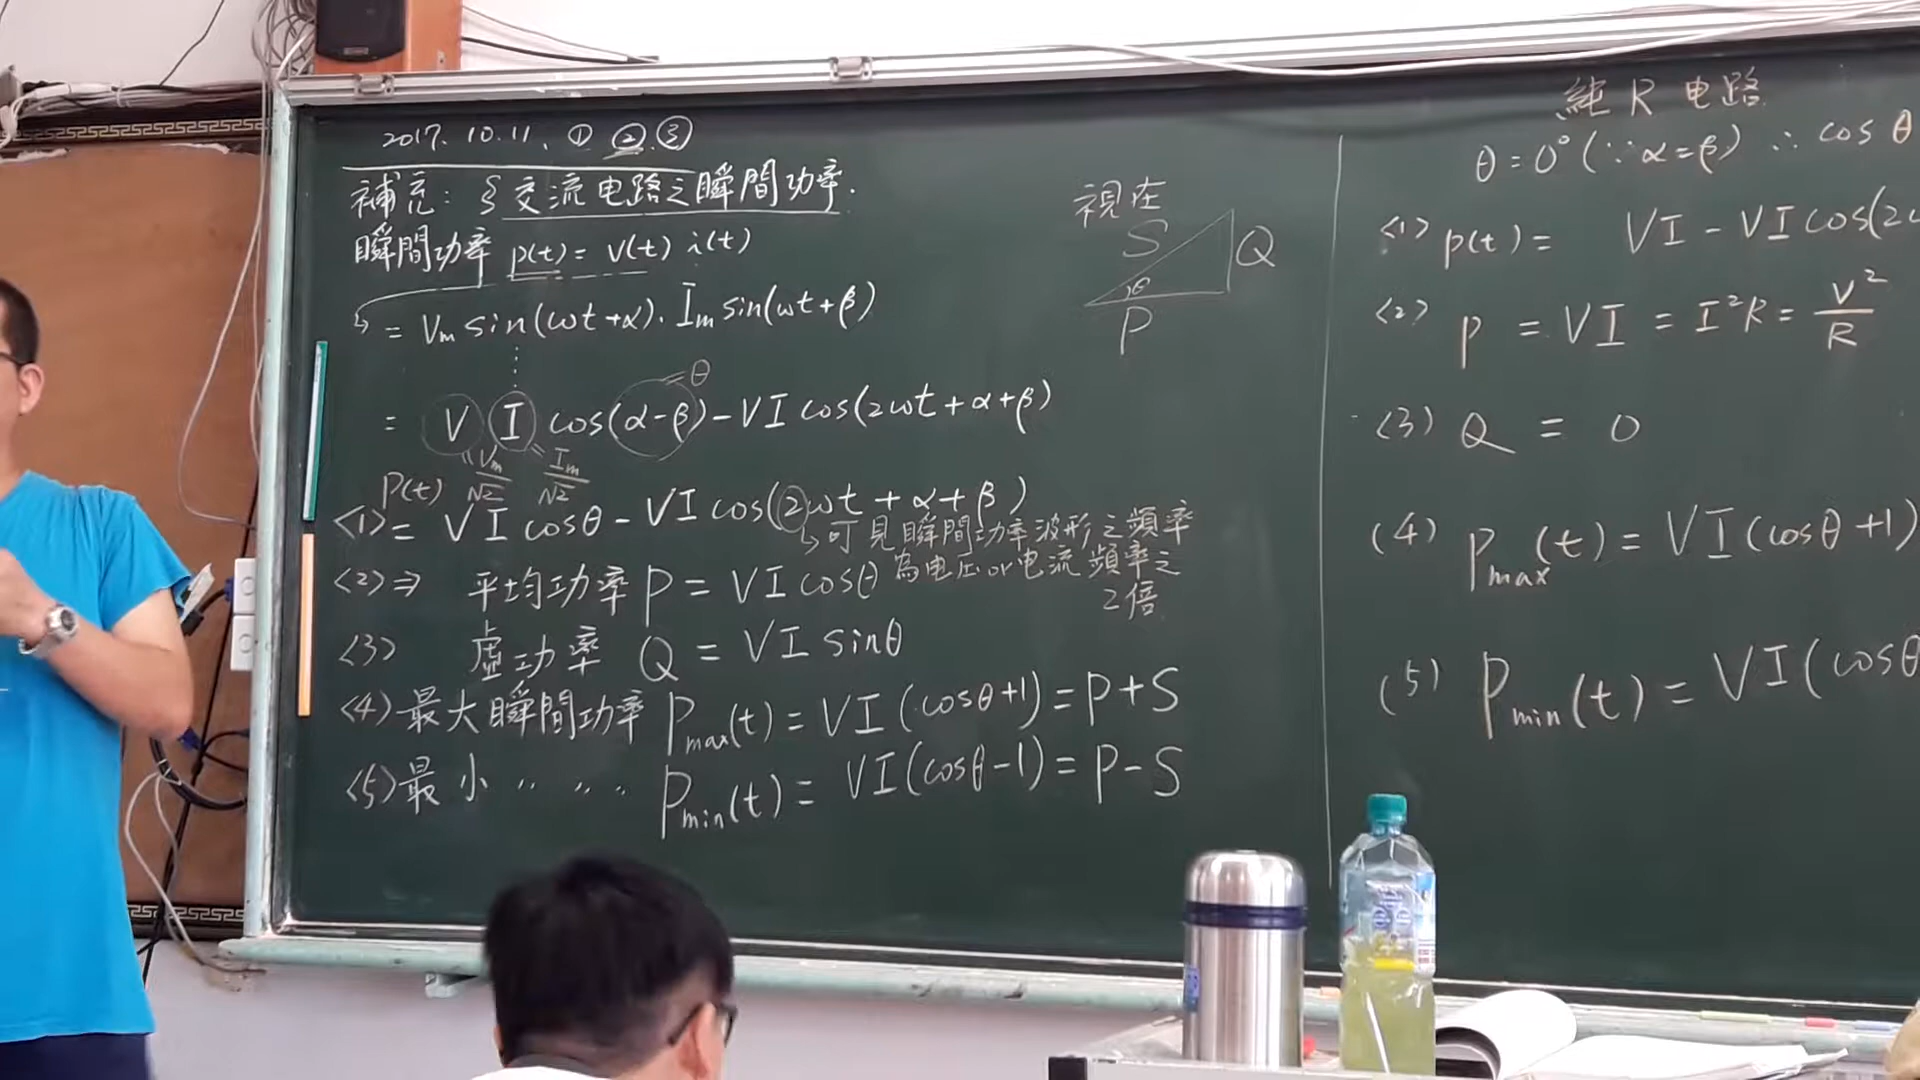 2017. 10. 11. ① ② ③
補充: § 交流电路之瞬間功率.
瞬間功率 p(t) = v(t) i(t)
= Vm sin(ωt+α). Im sin(ωt+β)
= V I cos(α-β) - VI cos(2ωt+α+β)
= θ
" Vm/√2 " Im/√2
P(t)
<1> = VI cosθ - VI cos(2ωt + α+β)
↳ 可見瞬間功率波形之頻率
為电压or电流頻率之
2倍
<2> ⇒ 平均功率 P = VI cosθ
<3> 虛功率 Q = VI sinθ
<4> 最大瞬間功率 Pmax(t) = VI(cosθ+1) = P+S
<5> 最小 〃 〃 〃 Pmin(t) = VI(cosθ-1) = P-S
視在
S
Q
θ
P
純 R 电路
θ = 0° (∵α=β) ∴ cos θ
<1> p(t) = VI - VI cos(2
<2> P = VI = I²R = V²/R
<3> Q = 0
(4) Pmax(t) = VI(cosθ+1)
(5) Pmin(t) = VI(cosθ